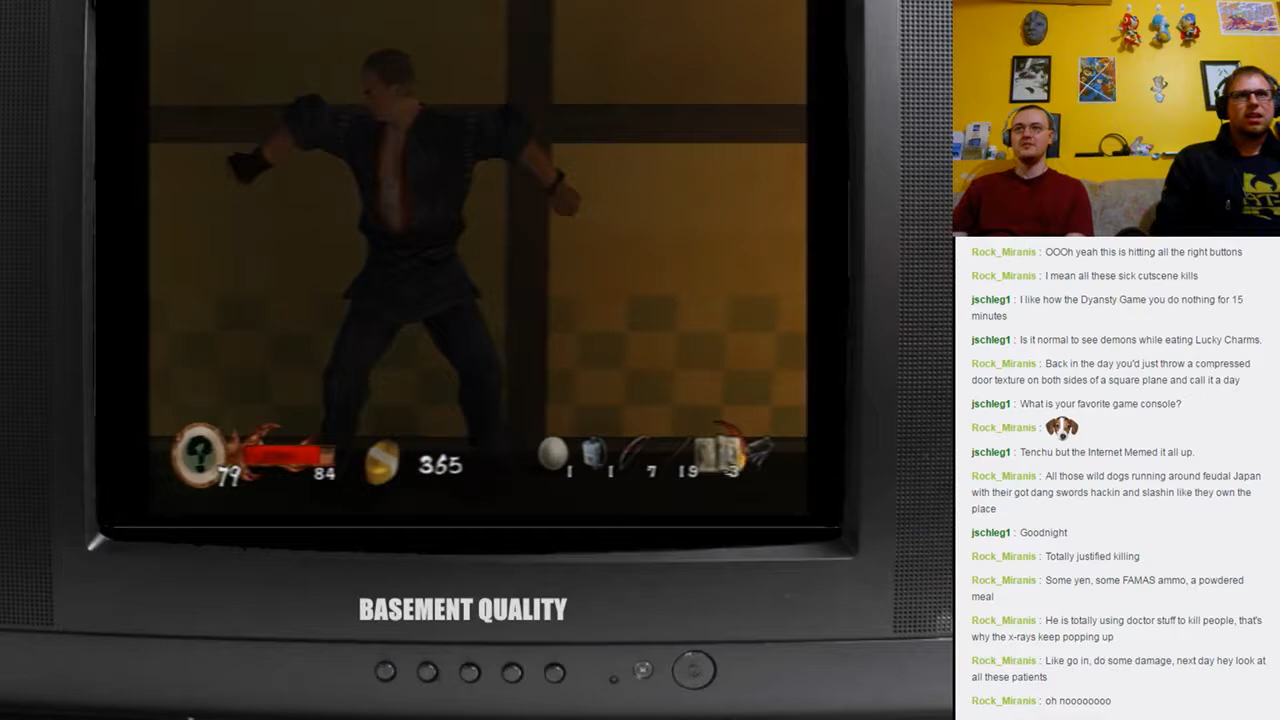 ?
79
84
365
1
1
7
19
3
BASEMENT QUALITY
Rock_Miranis : OOOh yeah this is hitting all the right buttons
Rock_Miranis : I mean all these sick cutscene kills
jschleg1 : I like how the Dyansty Game you do nothing for 15
minutes
jschleg1 : Is it normal to see demons while eating Lucky Charms.
Rock_Miranis : Back in the day you'd just throw a compressed
door texture on both sides of a square plane and call it a day
jschleg1 : What is your favorite game console?
Rock_Miranis :
jschleg1 : Tenchu but the Internet Memed it all up.
Rock_Miranis : All those wild dogs running around feudal Japan
with their got dang swords hackin and slashin like they own the
place
jschleg1 : Goodnight
Rock_Miranis : Totally justified killing
Rock_Miranis : Some yen, some FAMAS ammo, a powdered
meal
Rock_Miranis : He is totally using doctor stuff to kill people, that's
why the x-rays keep popping up
Rock_Miranis : Like go in, do some damage, next day hey look at
all these patients
Rock_Miranis : oh noooooooo